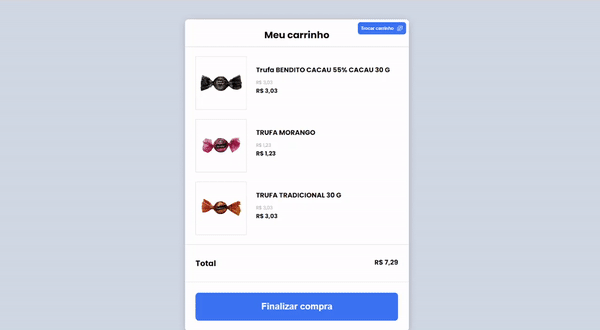 Meu carrinho
Trocar carrinho
Trufa BENDITO CACAU 55% CACAU 30 G
R$ 3,03
R$ 3,03
TRUFA MORANGO
R$ 1,23
R$ 1,23
TRUFA TRADICIONAL 30 G
R$ 3,03
R$ 3,03
Total
R$ 7,29
Finalizar compra